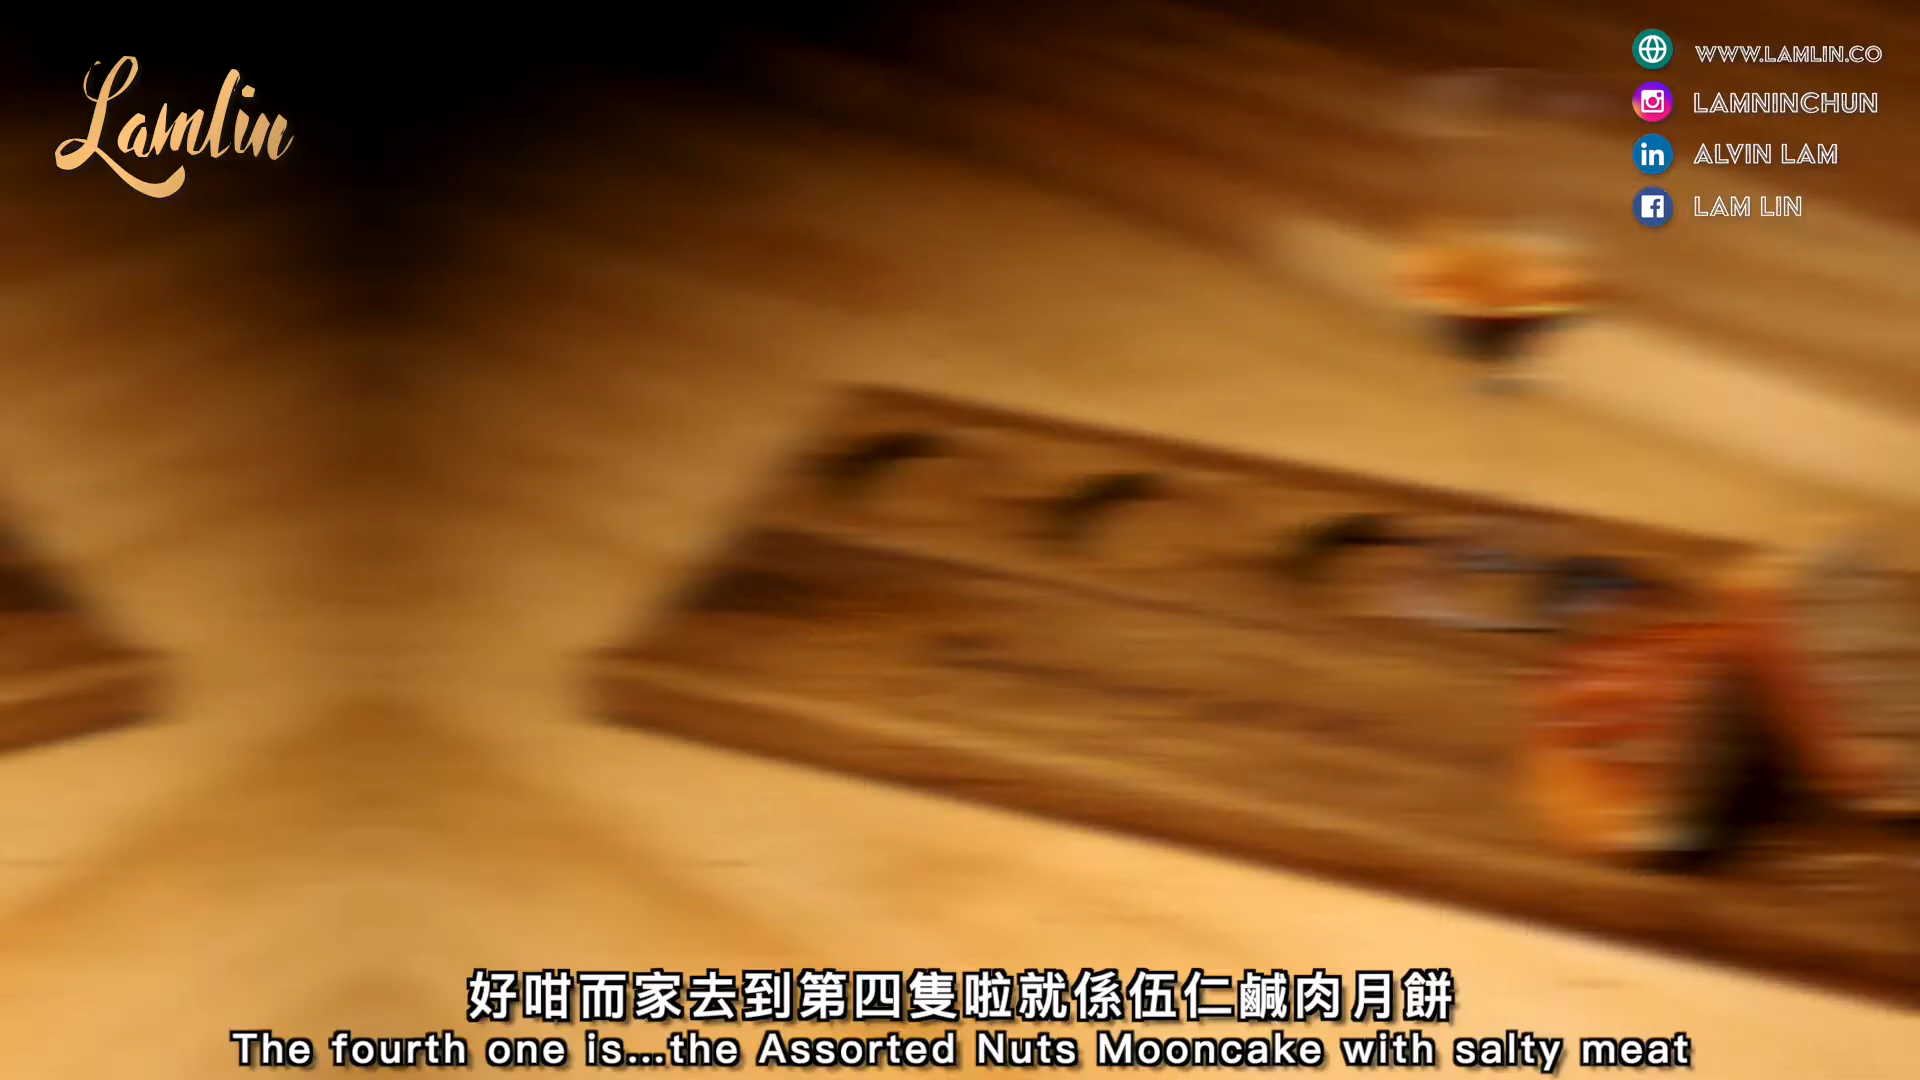 Lamlin
WWW.LAMLIN.CO
LAMNINCHUN
ALVIN LAM
LAM LIN
好咁而家去到第四隻啦就係伍仁鹹肉月餅
The fourth one is...the Assorted Nuts Mooncake with salty meat